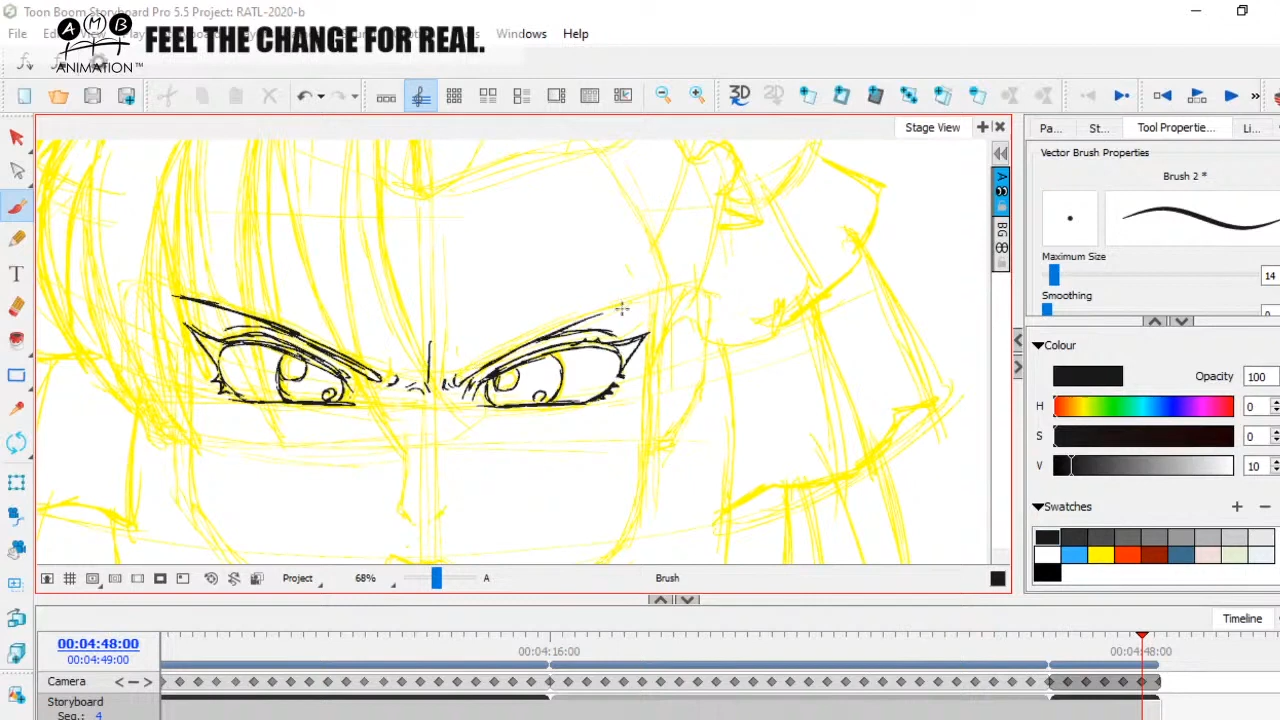 Toon Boom Storyboard Pro 5.5 Project: RATL-2020-b
File
Windows Help
AMB
ANIMATION™
FEEL THE CHANGE FOR REAL.
3D 2D
Stage View
Pa... St... Tool Propertie... Li...
Vector Brush Properties
Brush 2 *
Maximum Size
14
Smoothing
A
BG
Colour
Opacity 100
H 0
S 0
V 10
Swatches
Project 68% A Brush
Timeline
00:04:48:00
00:04:49:00
00:04:16:00
00:04:48:00
Camera
Storyboard
Seq.: 4